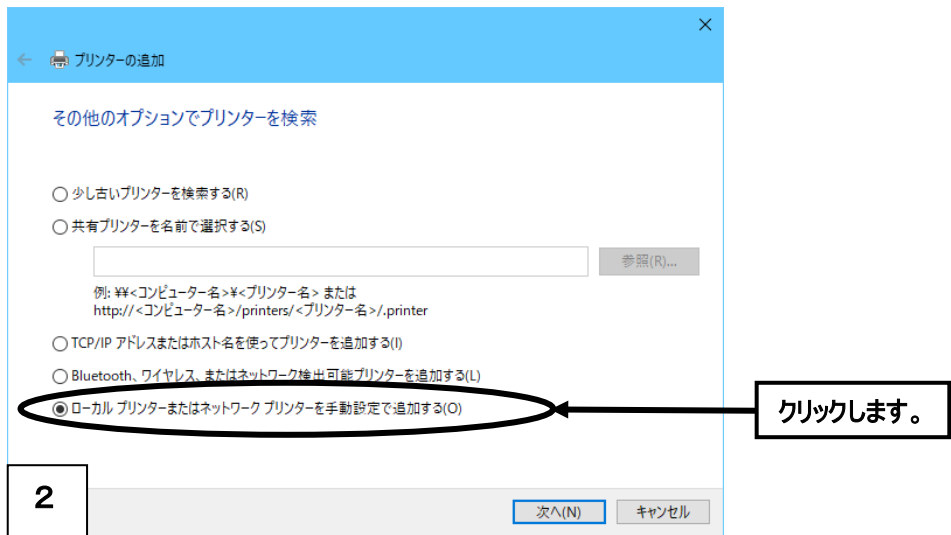 プリンターの追加
その他のオプションでプリンターを検索
少し古いプリンターを検索する(R)
共有プリンターを名前で選択する(S)
参照(R)...
例: ¥¥<コンピューター名>¥<プリンター名> または
http://<コンピューター名>/printers/<プリンター名>/.printer
TCP/IP アドレスまたはホスト名を使ってプリンターを追加する(I)
Bluetooth、ワイヤレス、またはネットワーク検出可能プリンターを追加する(L)
ローカル プリンターまたはネットワーク プリンターを手動設定で追加する(O)
クリックします。
2
次へ(N)
キャンセル